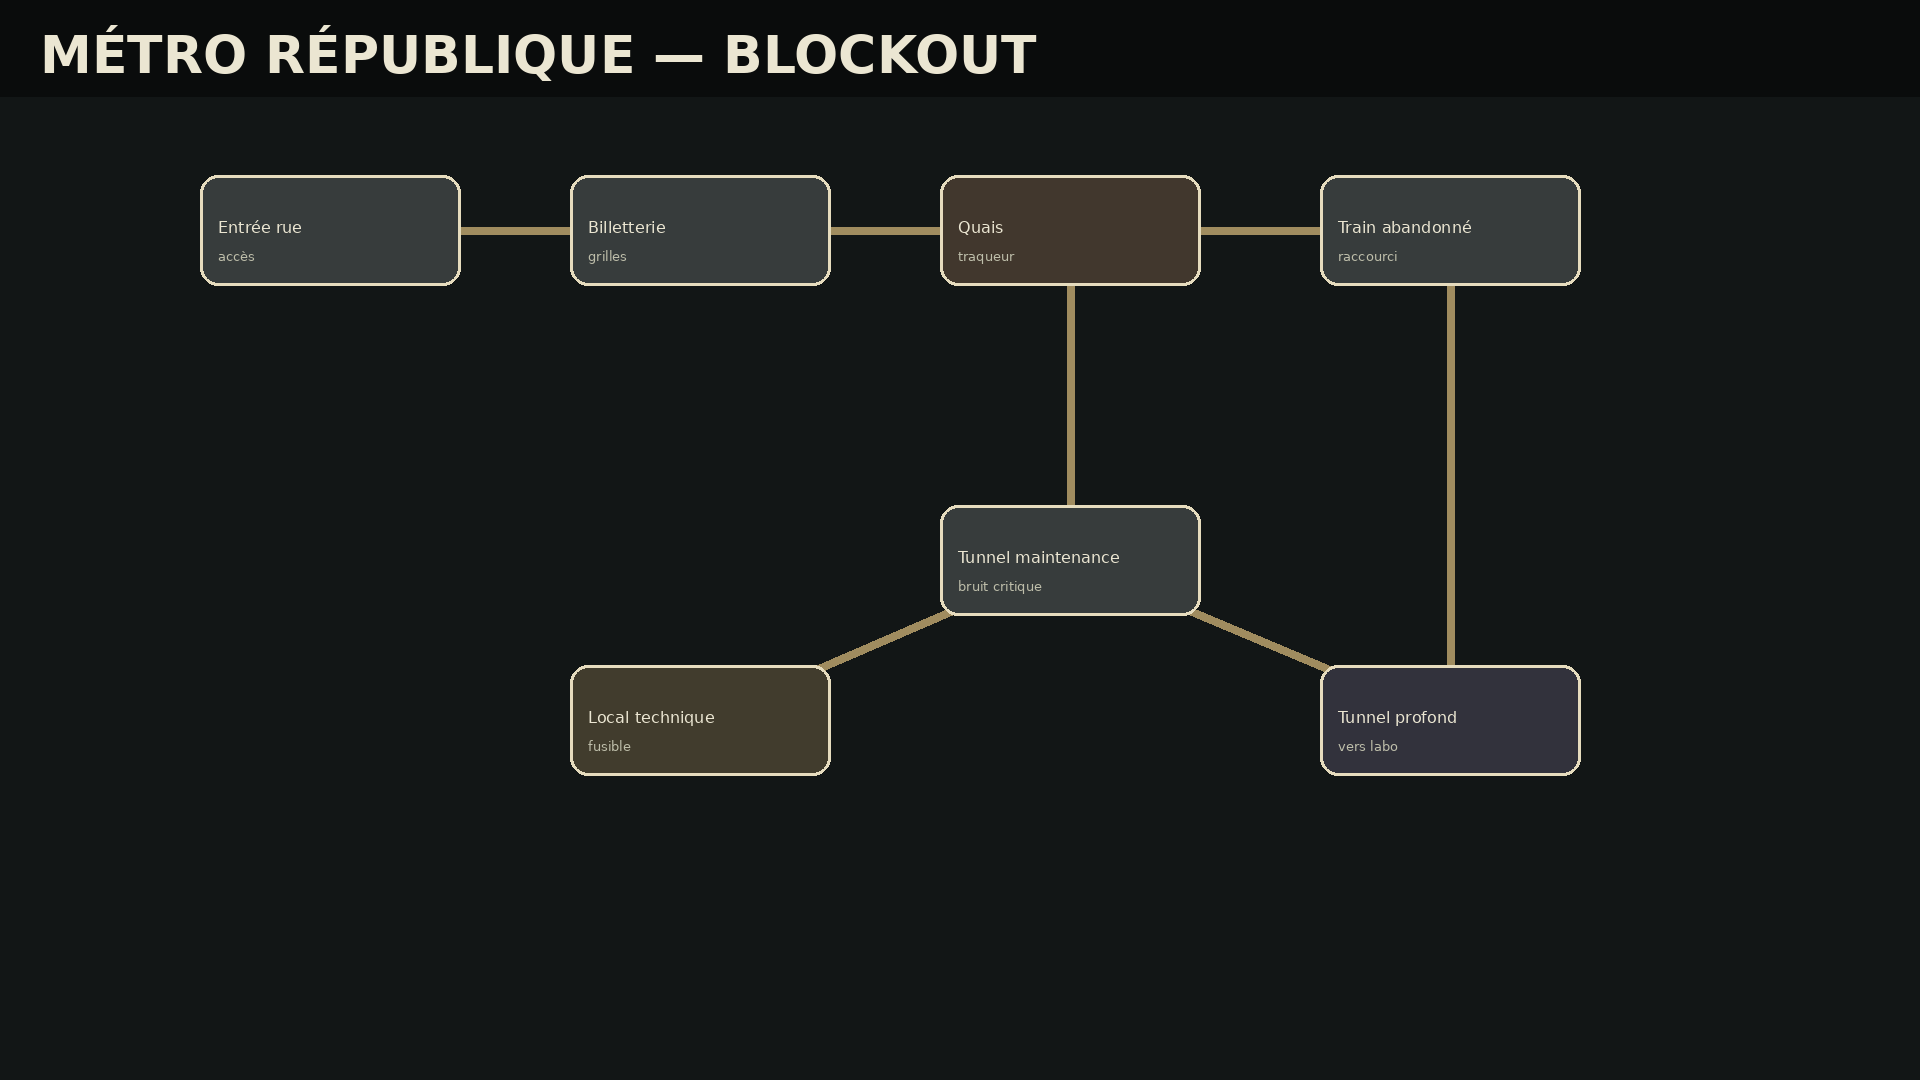 MÉTRO RÉPUBLIQUE — BLOCKOUT
Entrée rue
accès
Billetterie
grilles
Quais
traqueur
Train abandonné
raccourci
Tunnel maintenance
bruit critique
Local technique
fusible
Tunnel profond
vers labo